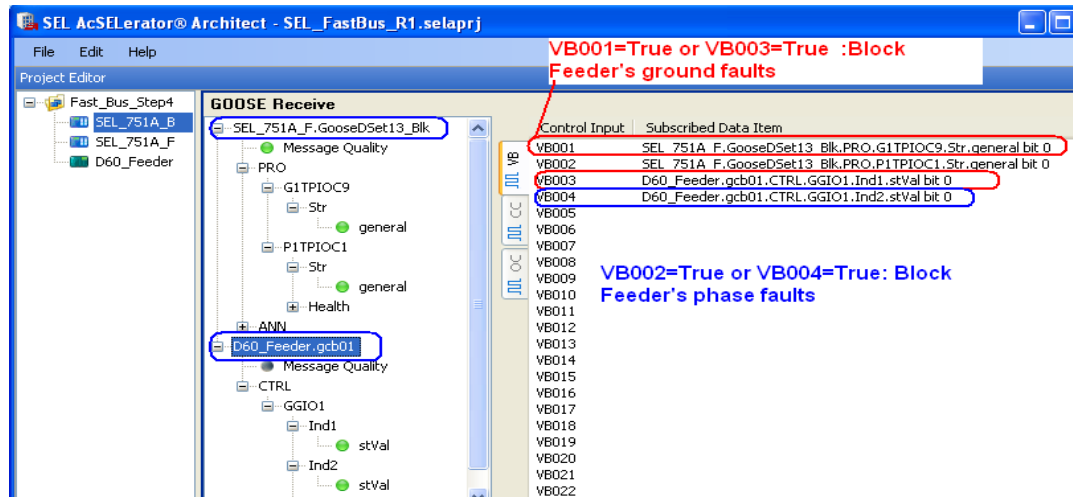 SEL AcSELerator® Architect - SEL_FastBus_R1.selaprj
File Edit Help
VB001=True or VB003=True :Block
Feeder's ground faults
Project Editor
Fast_Bus_Step4
SEL_751A_B
SEL_751A_F
D60_Feeder
GOOSE Receive
SEL_751A_F.GooseDSet13_Blk
Message Quality
PRO
G1TPIOC9
Str
general
P1TPIOC1
Str
general
Health
ANN
D60_Feeder.gcb01
Message Quality
CTRL
GGIO1
Ind1
stVal
Ind2
stVal
VB
CC
OC
Control Input Subscribed Data Item
VB001 SEL_751A_F.GooseDSet13_Blk.PRO.G1TPIOC9.Str.general bit 0
VB002 SEL_751A_F.GooseDSet13_Blk.PRO.P1TPIOC1.Str.general bit 0
VB003 D60_Feeder.gcb01.CTRL.GGIO1.Ind1.stVal bit 0
VB004 D60_Feeder.gcb01.CTRL.GGIO1.Ind2.stVal bit 0
VB005
VB006
VB007
VB008
VB009
VB010
VB011
VB012
VB013
VB014
VB015
VB016
VB017
VB018
VB019
VB020
VB021
VB022
VB002=True or VB004=True: Block
Feeder's phase faults